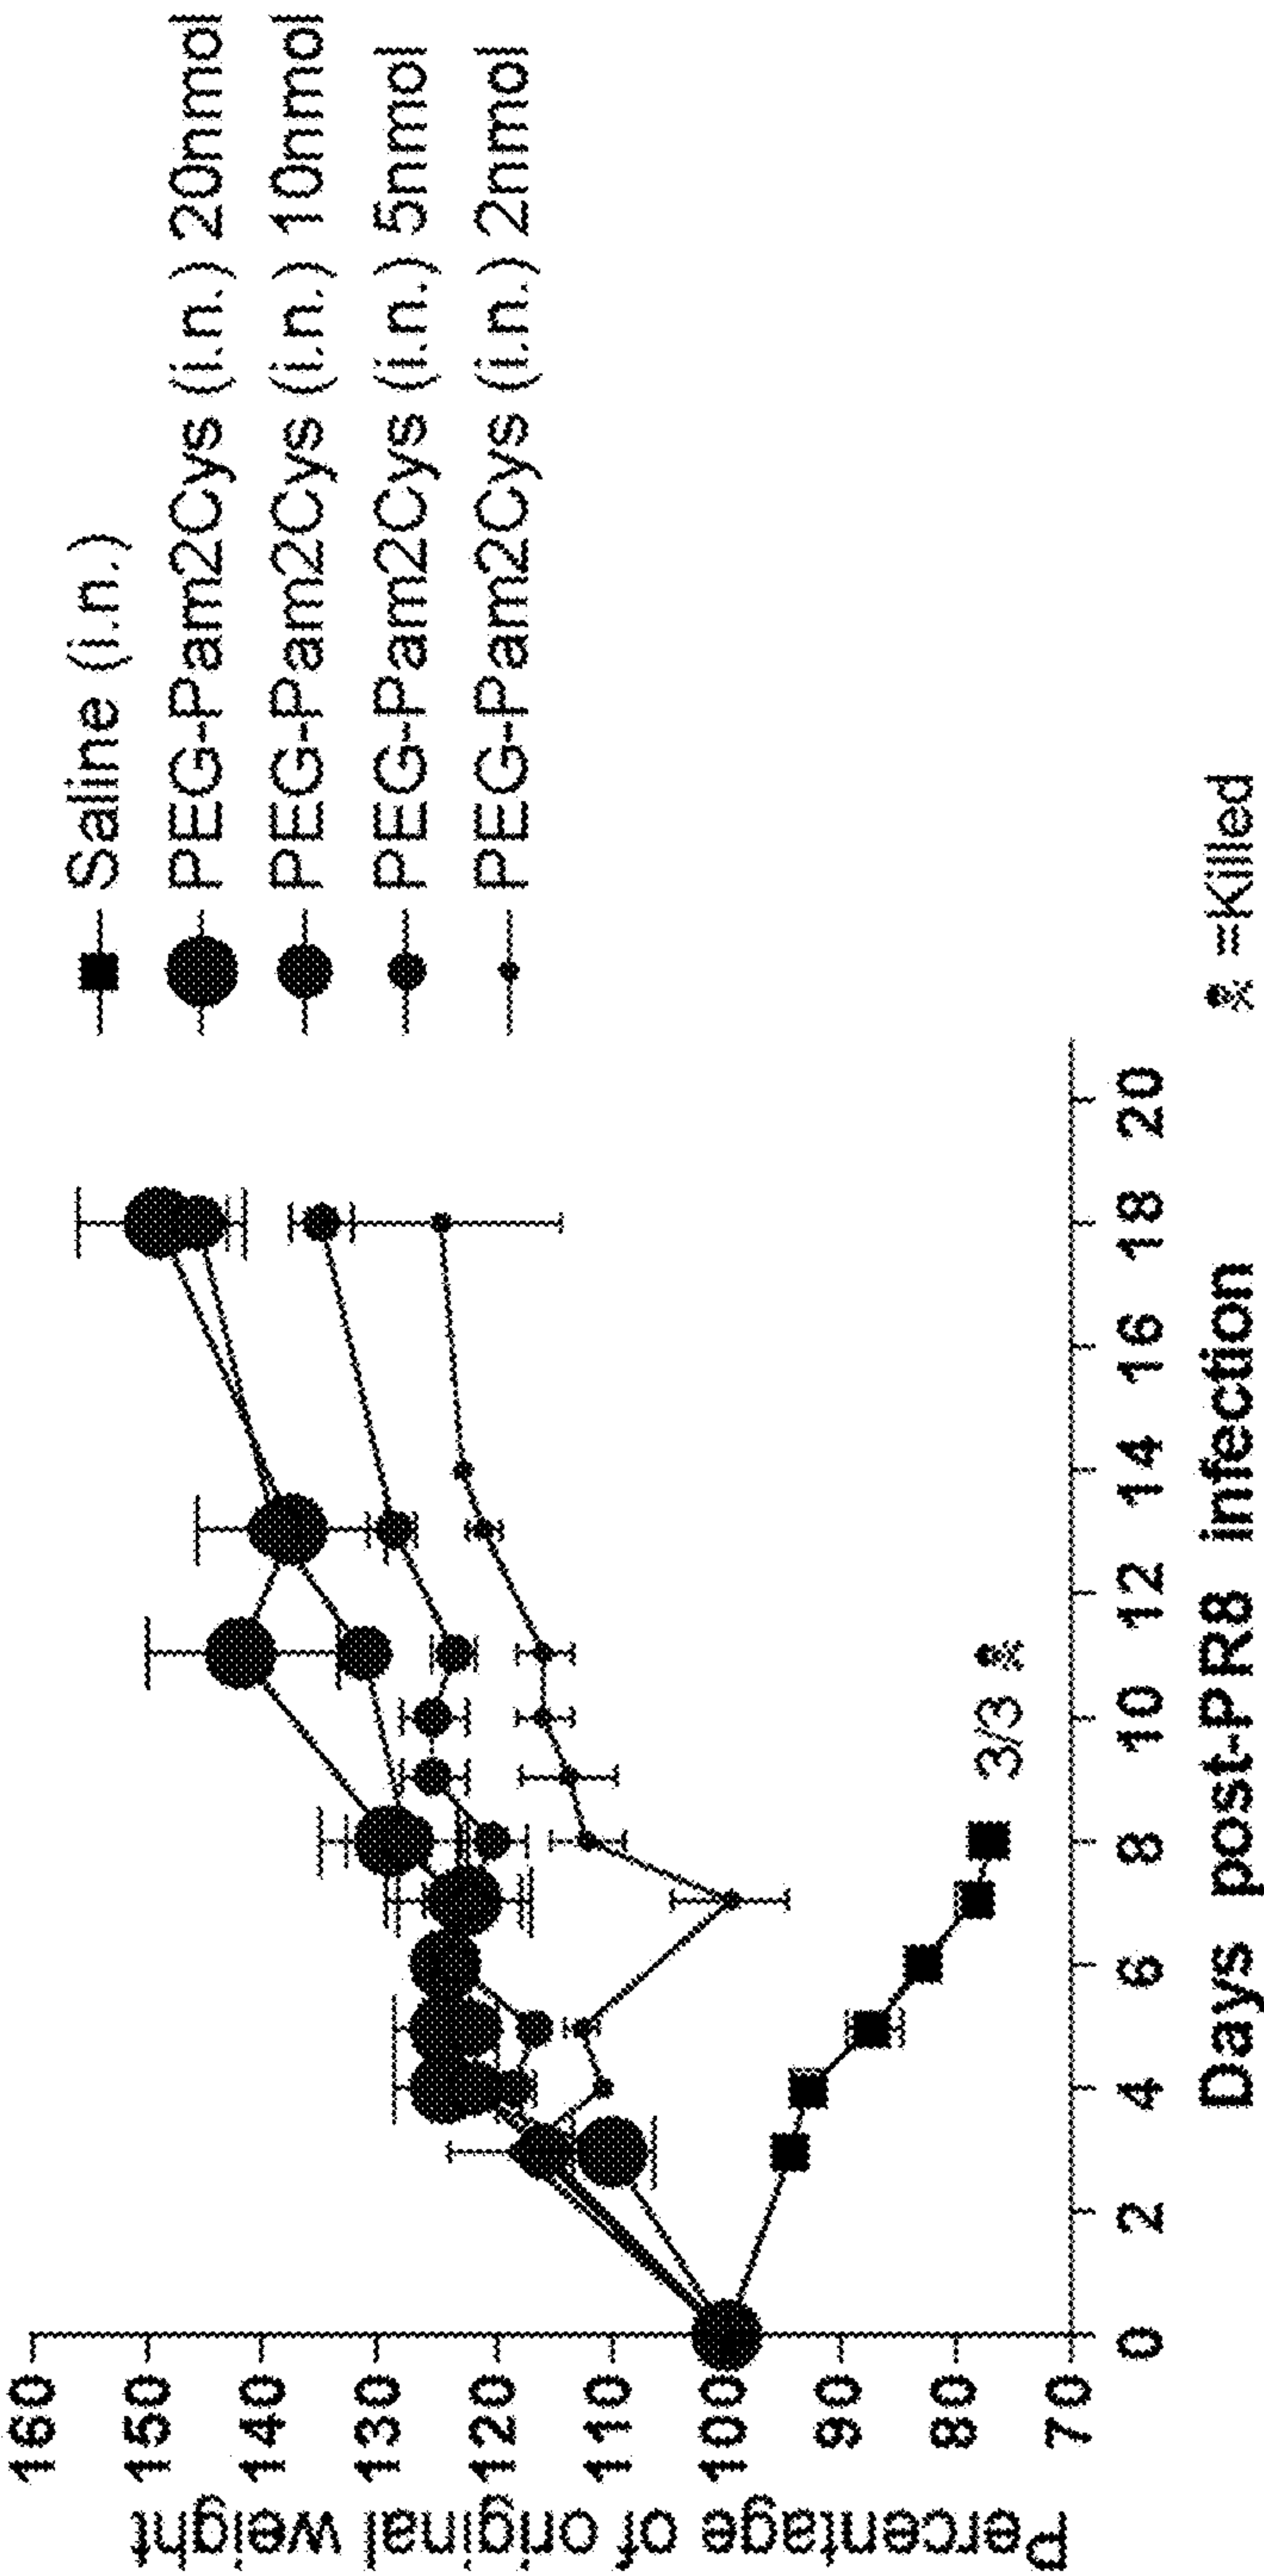 Percentage of original weight
160
150
140
130
120
110
100
90
80
70
0 2 4 6 8 10 12 14 16 18 20
Days post-PR8 infection
3/3
Saline (i.n.)
PEG-Pam2Cys (i.n.) 20nmol
PEG-Pam2Cys (i.n.) 10nmol
PEG-Pam2Cys (i.n.) 5nmol
PEG-Pam2Cys (i.n.) 2nmol
=Killed